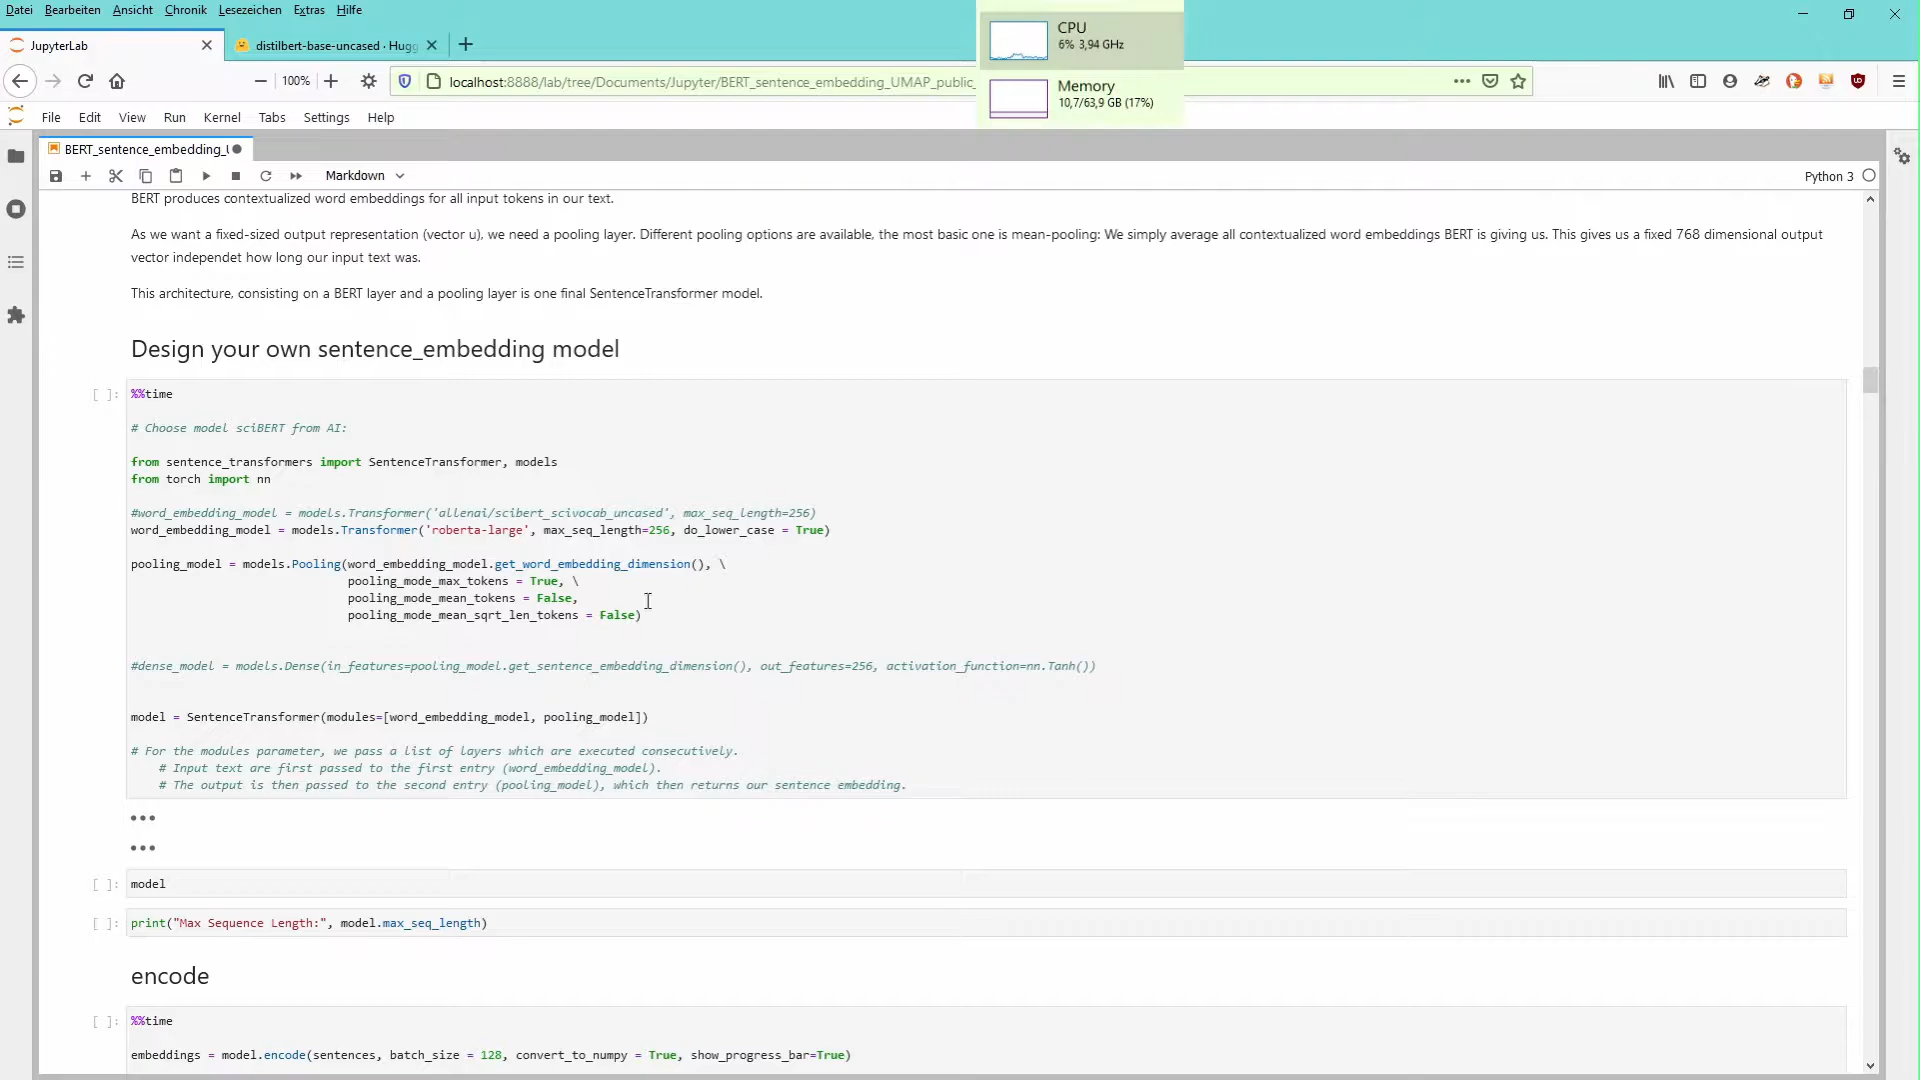 Datei Bearbeiten Ansicht Chronik Lesezeichen Extras Hilfe
CPU
6% 3,94 GHz
JupyterLab
distilbert-base-uncased · Hugg
100%
localhost:8888/lab/tree/Documents/Jupyter/BERT_sentence_embedding_UMAP_public_
Memory
10,7/63,9 GB (17%)
File Edit View Run Kernel Tabs Settings Help
BERT_sentence_embedding_U
Markdown
Python 3
BERT produces contextualized word embeddings for all input tokens in our text.
As we want a fixed-sized output representation (vector u), we need a pooling layer. Different pooling options are available, the most basic one is mean-pooling: We simply average all contextualized word embeddings BERT is giving us. This gives us a fixed 768 dimensional output
vector independet how long our input text was.
This architecture, consisting on a BERT layer and a pooling layer is one final SentenceTransformer model.
Design your own sentence_embedding model
[ ]: %%time
# Choose model sciBERT from AI:
from sentence_transformers import SentenceTransformer, models
from torch import nn
#word_embedding_model = models.Transformer('allenai/scibert_scivocab_uncased', max_seq_length=256)
word_embedding_model = models.Transformer('roberta-large', max_seq_length=256, do_lower_case = True)
pooling_model = models.Pooling(word_embedding_model.get_word_embedding_dimension(), \
pooling_mode_max_tokens = True, \
pooling_mode_mean_tokens = False,
pooling_mode_mean_sqrt_len_tokens = False)
#dense_model = models.Dense(in_features=pooling_model.get_sentence_embedding_dimension(), out_features=256, activation_function=nn.Tanh())
model = SentenceTransformer(modules=[word_embedding_model, pooling_model])
# For the modules parameter, we pass a list of layers which are executed consecutively.
# Input text are first passed to the first entry (word_embedding_model).
# The output is then passed to the second entry (pooling_model), which then returns our sentence embedding.
[ ]: model
[ ]: print("Max Sequence Length:", model.max_seq_length)
encode
[ ]: %%time
embeddings = model.encode(sentences, batch_size = 128, convert_to_numpy = True, show_progress_bar=True)